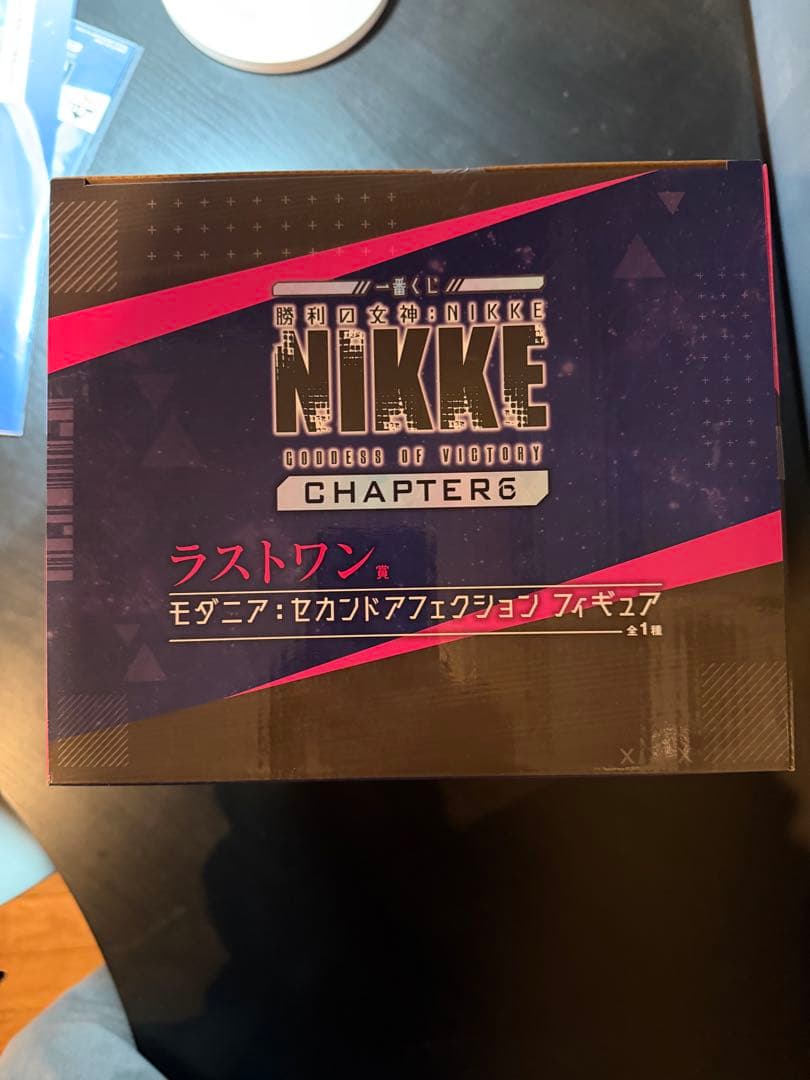 一番くじ
勝利の女神:NIKKE
NIKKE
GODDESS OF VICTORY
CHAPTER6
ラストワン賞
モダニア:セカンドアフェクション フィギュア
全1種